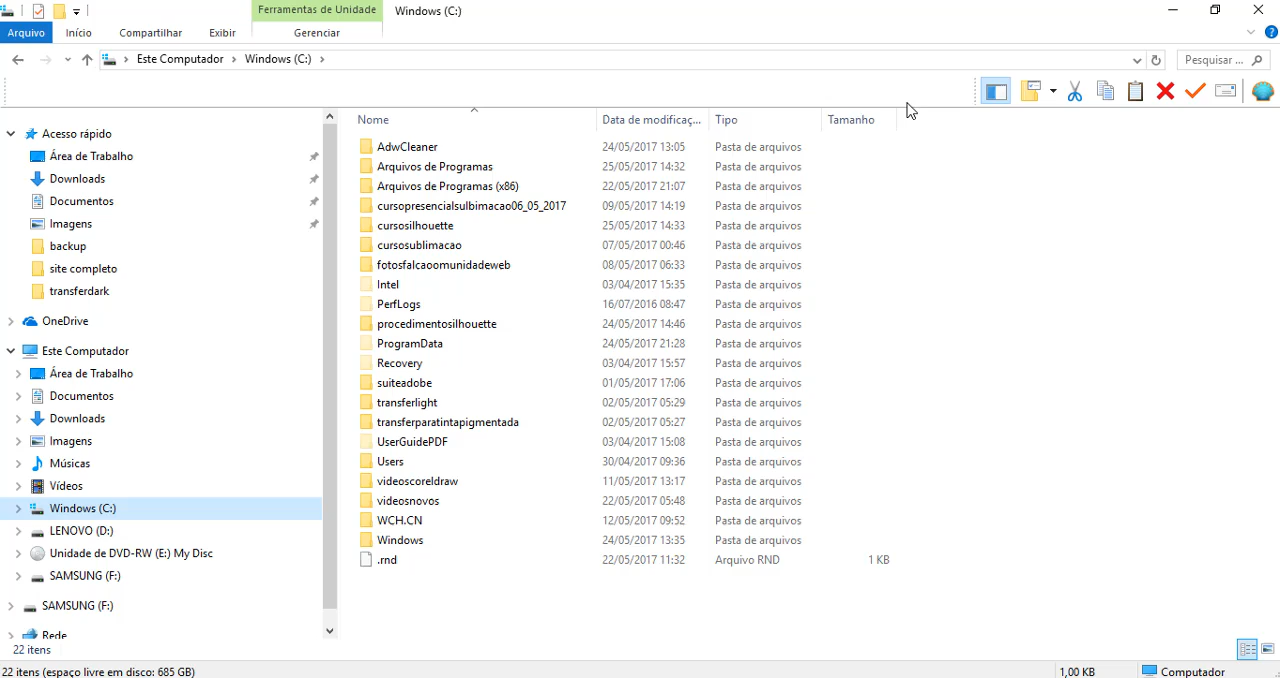 Ferramentas de Unidade
Windows (C:)
Arquivo
Início
Compartilhar
Exibir
Gerenciar
Este Computador
Windows (C:)
Pesquisar ...
Nome
Data de modificaç...
Tipo
Tamanho
Acesso rápido
Área de Trabalho
Downloads
Documentos
Imagens
backup
site completo
transferdark
OneDrive
Este Computador
Área de Trabalho
Documentos
Downloads
Imagens
Músicas
Vídeos
Windows (C:)
LENOVO (D:)
Unidade de DVD-RW (E:) My Disc
SAMSUNG (F:)
SAMSUNG (F:)
Rede
AdwCleaner 24/05/2017 13:05 Pasta de arquivos
Arquivos de Programas 25/05/2017 14:32 Pasta de arquivos
Arquivos de Programas (x86) 22/05/2017 21:07 Pasta de arquivos
cursopresencialsulbimacao06_05_2017 09/05/2017 14:19 Pasta de arquivos
cursosilhouette 25/05/2017 14:33 Pasta de arquivos
cursosublimacao 07/05/2017 00:46 Pasta de arquivos
fotosfalcaoomunidadeweb 08/05/2017 06:33 Pasta de arquivos
Intel 03/04/2017 15:35 Pasta de arquivos
PerfLogs 16/07/2016 08:47 Pasta de arquivos
procedimentosilhouette 24/05/2017 14:46 Pasta de arquivos
ProgramData 24/05/2017 21:28 Pasta de arquivos
Recovery 03/04/2017 15:57 Pasta de arquivos
suiteadobe 01/05/2017 17:06 Pasta de arquivos
transferlight 02/05/2017 05:29 Pasta de arquivos
transferparatintapigmentada 02/05/2017 05:27 Pasta de arquivos
UserGuidePDF 03/04/2017 15:08 Pasta de arquivos
Users 30/04/2017 09:36 Pasta de arquivos
videoscoreldraw 11/05/2017 13:17 Pasta de arquivos
videosnovos 22/05/2017 05:48 Pasta de arquivos
WCH.CN 12/05/2017 09:52 Pasta de arquivos
Windows 24/05/2017 13:35 Pasta de arquivos
.rnd 22/05/2017 11:32 Arquivo RND 1 KB
22 itens
22 itens (espaço livre em disco: 685 GB)
1,00 KB
Computador